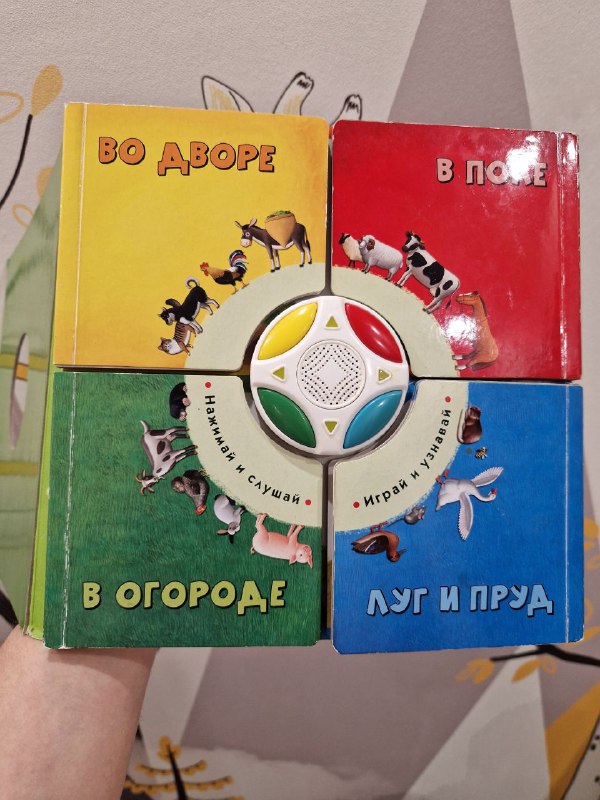 ВО ДВОРЕ
В ПОЛЕ
Нажимай и слушай
Играй и узнавай
В ОГОРОДЕ
ЛУГ И ПРУД